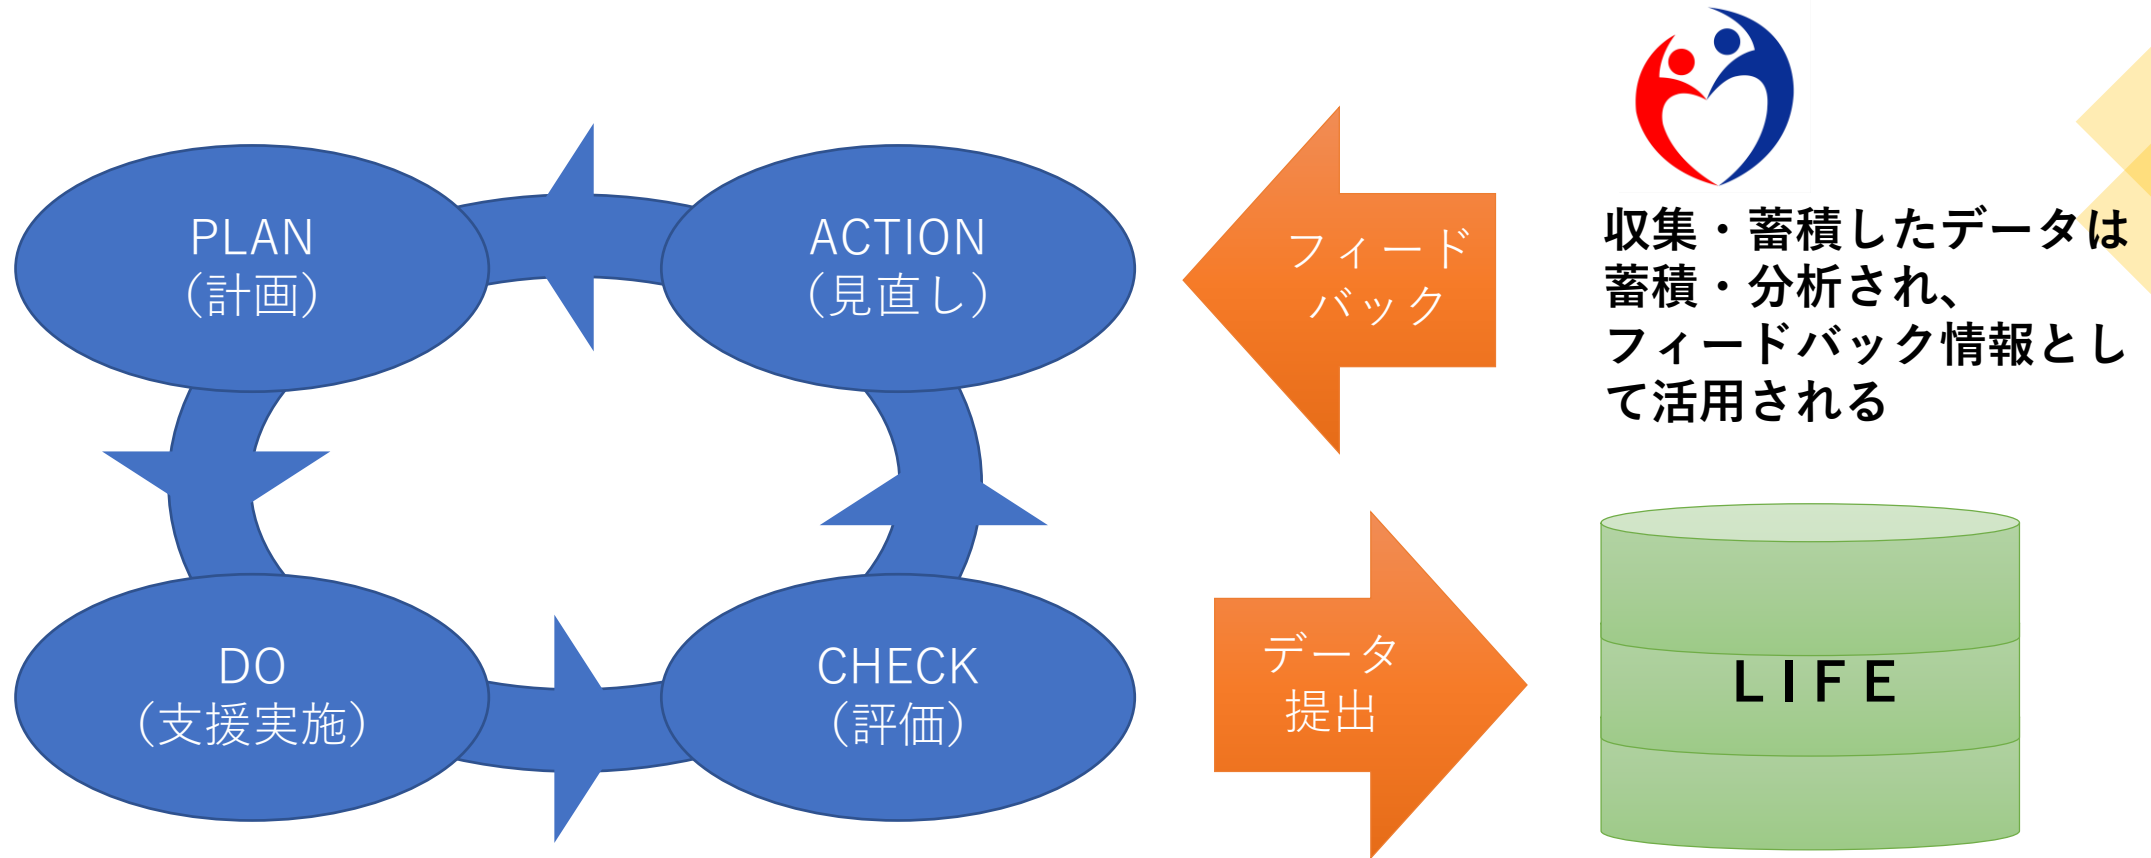 PLAN
（計画）
ACTION
（見直し）
フィード
バック
収集・蓄積したデータは
蓄積・分析され、
フィードバック情報とし
て活用される
DO
（支援実施）
CHECK
（評価）
データ
提出
ＬＩＦＥ